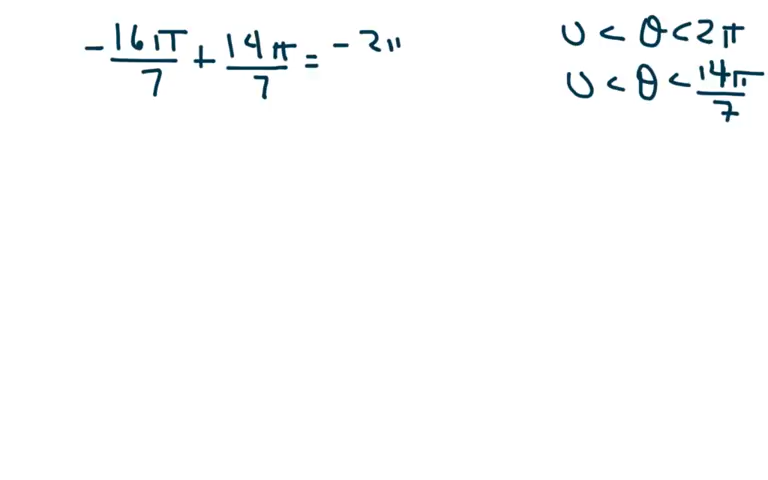 -16π/7 + 14π/7 = -2π
0 < θ < 2π
0 < θ < 14π/7